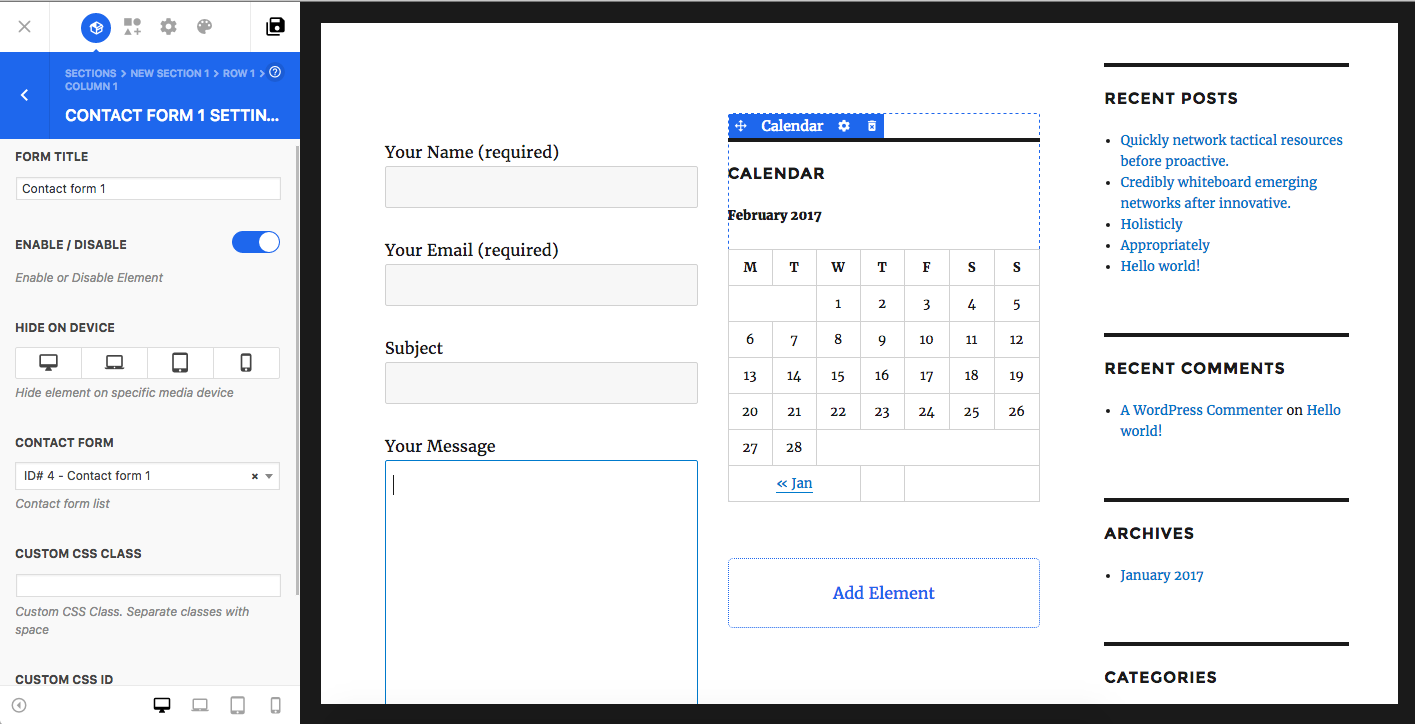 SECTIONS > NEW SECTION 1 > ROW 1 >
COLUMN 1
CONTACT FORM 1 SETTIN...
FORM TITLE
Contact form 1
ENABLE / DISABLE
Enable or Disable Element
HIDE ON DEVICE
Hide element on specific media device
CONTACT FORM
ID# 4 - Contact form 1
Contact form list
CUSTOM CSS CLASS
Custom CSS Class. Separate classes with
space
CUSTOM CSS ID
Your Name (required)
Your Email (required)
Subject
Your Message
Calendar
CALENDAR
February 2017
M T W T F S S
1 2 3 4 5
6 7 8 9 10 11 12
13 14 15 16 17 18 19
20 21 22 23 24 25 26
27 28
« Jan
Add Element
RECENT POSTS
Quickly network tactical resources
before proactive.
Credibly whiteboard emerging
networks after innovative.
Holisticly
Appropriately
Hello world!
RECENT COMMENTS
A WordPress Commenter on Hello
world!
ARCHIVES
January 2017
CATEGORIES